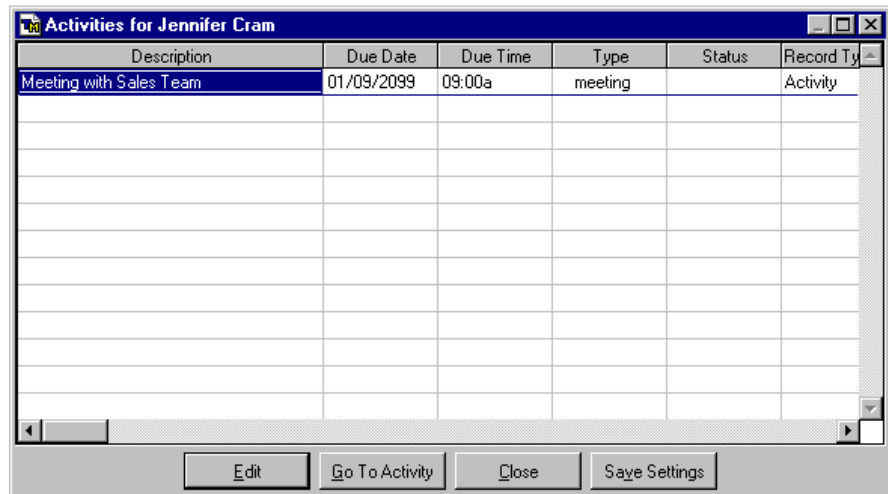 Activities for Jennifer Cram
Description Due Date Due Time Type Status Record Ty
Meeting with Sales Team 01/09/2099 09:00a meeting Activity
Edit Go To Activity Close Save Settings